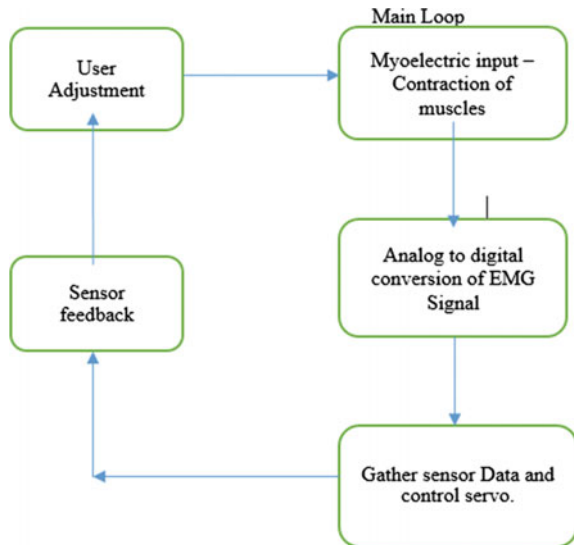 Main Loop
User
Adjustment
Myoelectric input –
Contraction of
muscles
Analog to digital
conversion of EMG
Signal
Sensor
feedback
Gather sensor Data and
control servo.